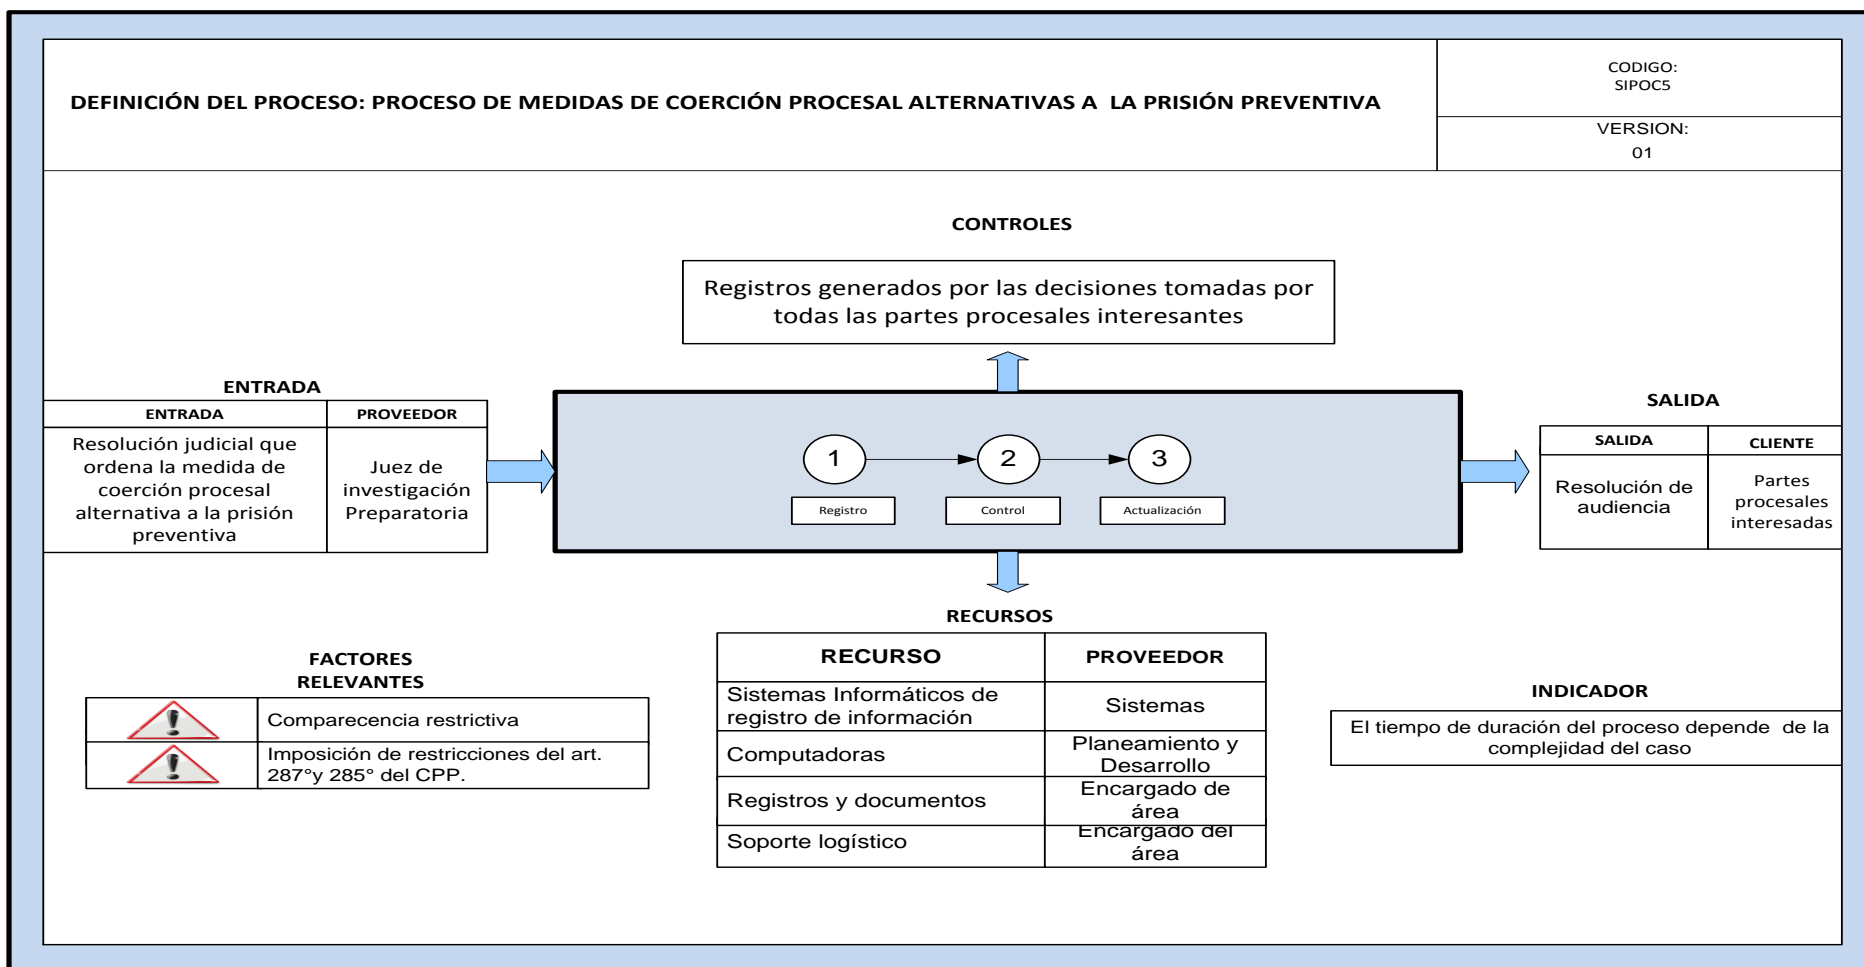 DEFINICIÓN DEL PROCESO: PROCESO DE MEDIDAS DE COERCIÓN PROCESAL ALTERNATIVAS A LA PRISIÓN PREVENTIVA
CODIGO:
SIPOC5
VERSION:
01
CONTROLES
Registros generados por las decisiones tomadas por
todas las partes procesales interesantes
ENTRADA
ENTRADA
PROVEEDOR
Resolución judicial que
ordena la medida de
coerción procesal
alternativa a la prisión
preventiva
Juez de
investigación
Preparatoria
1
2
3
Registro
Control
Actualización
SALIDA
SALIDA
CLIENTE
Resolución de
audiencia
Partes
procesales
interesadas
RECURSOS
RECURSO
PROVEEDOR
Sistemas Informáticos de
registro de información
Sistemas
Computadoras
Planeamiento y
Desarrollo
Registros y documentos
Encargado de
área
Soporte logístico
Encargado del
área
FACTORES
RELEVANTES
Comparecencia restrictiva
Imposición de restricciones del art.
287°y 285° del CPP.
INDICADOR
El tiempo de duración del proceso depende de la
complejidad del caso